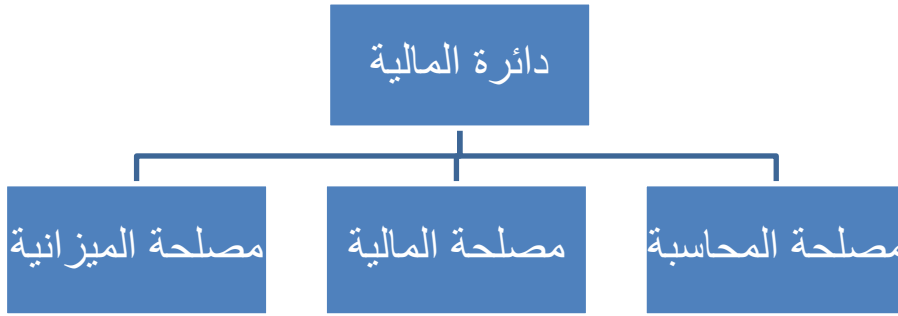 دائرة المالية
مصلحة المحاسبة
مصلحة المالية
مصلحة الميزانية